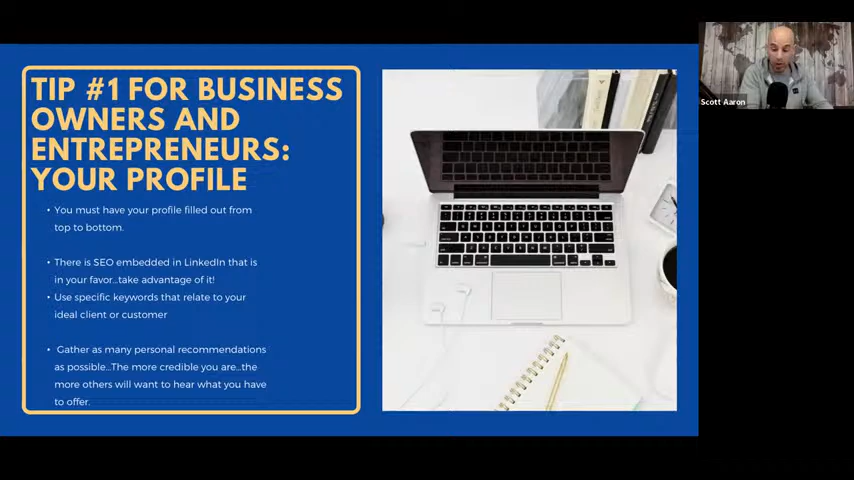 TIP #1 FOR BUSINESS
OWNERS AND
ENTREPRENEURS:
YOUR PROFILE
• You must have your profile filled out from
top to bottom.
• There is SEO embedded in LinkedIn that is
in your favor...take advantage of it!
• Use specific keywords that relate to your
ideal client or customer
• Gather as many personal recommendations
as possible...The more credible you are...the
more others will want to hear what you have
to offer.
Scott Aaron